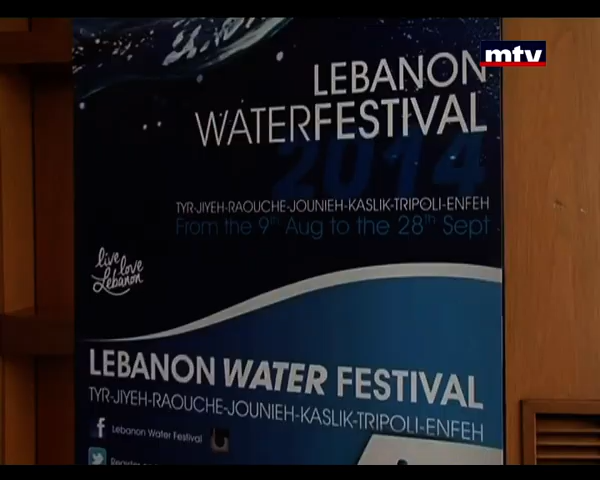 mtv
LEBANON
WATERFESTIVAL
2014
TYR-JIYEH-RAOUCHE-JOUNIEH-KASLIK-TRIPOLI-ENFEH
From the 9th Aug to the 28th Sept
live
love
Lebanon
LEBANON WATER FESTIVAL
TYR-JIYEH-RAOUCHE-JOUNIEH-KASLIK-TRIPOLI-ENFEH
Lebanon Water Festival